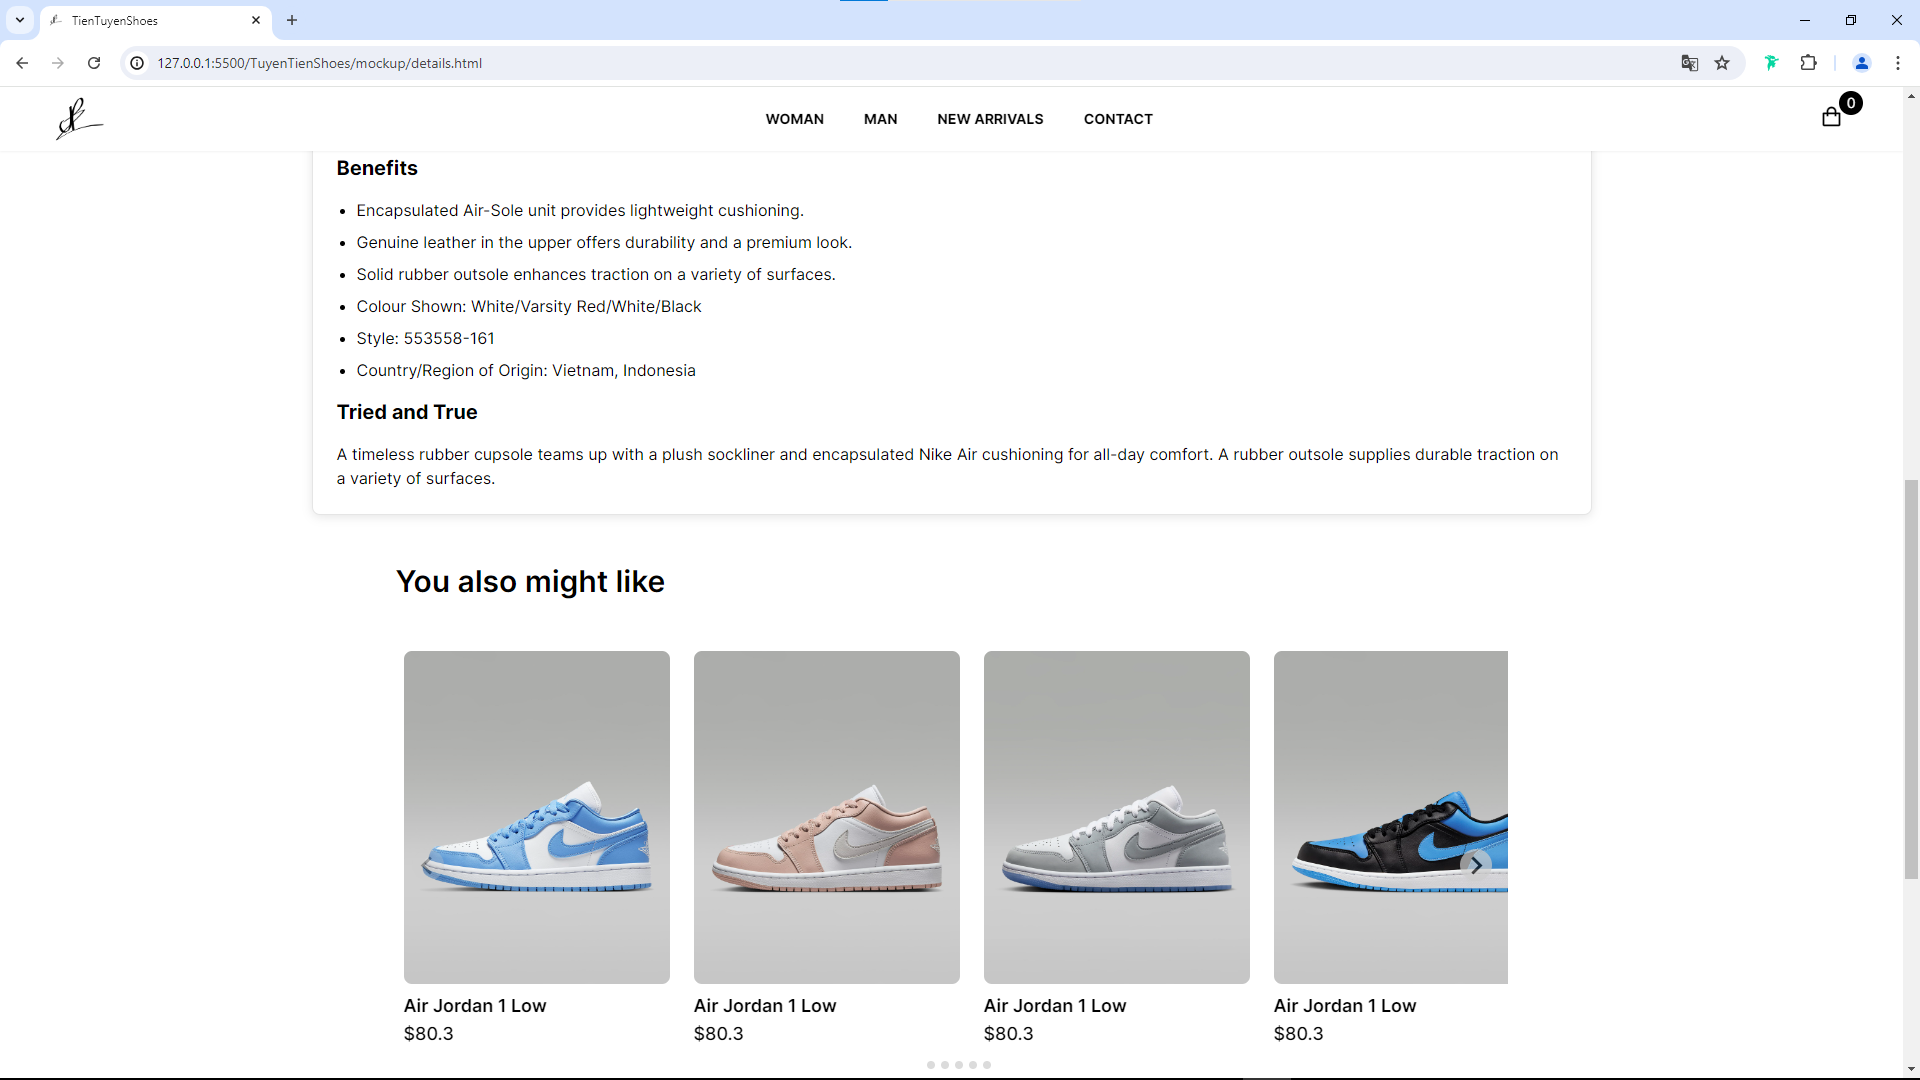 TienTuyenShoes
127.0.0.1:5500/TuyenTienShoes/mockup/details.html
WOMAN
MAN
NEW ARRIVALS
CONTACT
0
Benefits
Encapsulated Air-Sole unit provides lightweight cushioning.
Genuine leather in the upper offers durability and a premium look.
Solid rubber outsole enhances traction on a variety of surfaces.
Colour Shown: White/Varsity Red/White/Black
Style: 553558-161
Country/Region of Origin: Vietnam, Indonesia
Tried and True
A timeless rubber cupsole teams up with a plush sockliner and encapsulated Nike Air cushioning for all-day comfort. A rubber outsole supplies durable traction on
a variety of surfaces.
You also might like
Air Jordan 1 Low
$80.3
Air Jordan 1 Low
$80.3
Air Jordan 1 Low
$80.3
Air Jordan 1 Low
$80.3